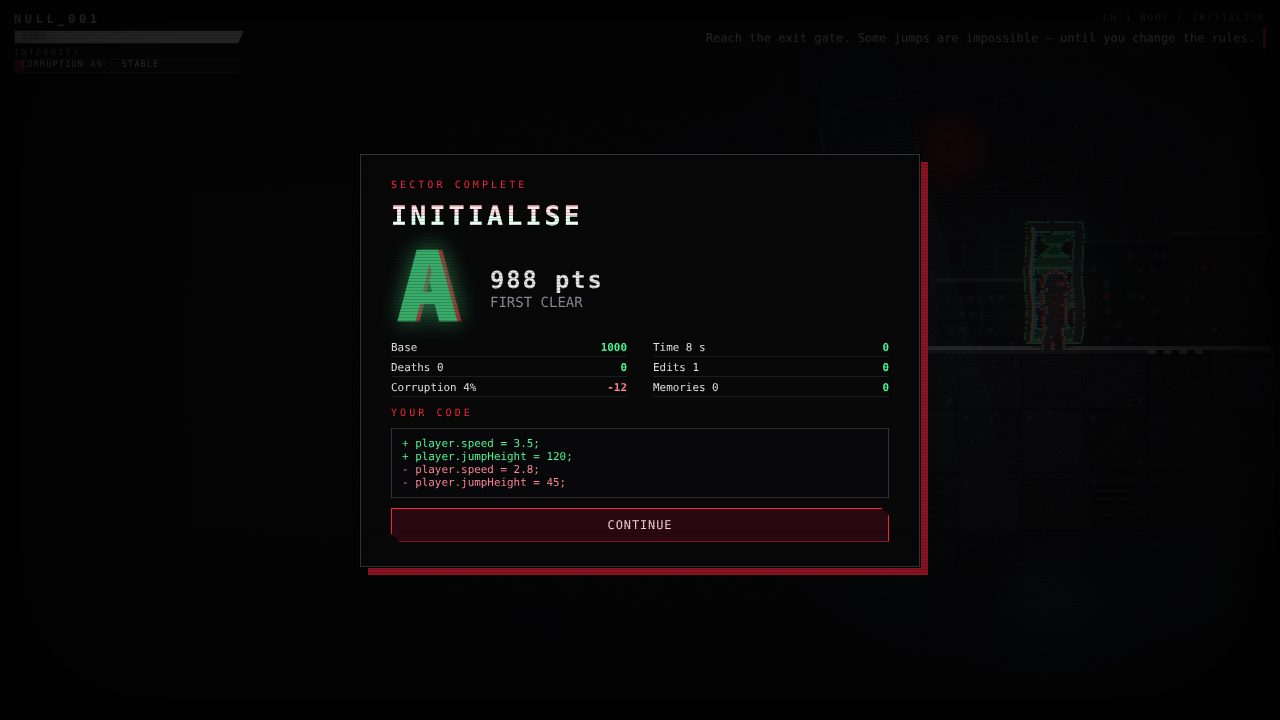 NULL_001
INTEGRITY
CORRUPTION 4% · STABLE
CH.1 BOOT / INITIALISE
Reach the exit gate. Some jumps are impossible — until you change the rules.
SECTOR COMPLETE
INITIALISE
A
988 pts
FIRST CLEAR
Base 1000
Time 8 s 0
Deaths 0 0
Edits 1 0
Corruption 4% -12
Memories 0 0
YOUR CODE
+ player.speed = 3.5;
+ player.jumpHeight = 120;
- player.speed = 2.8;
- player.jumpHeight = 45;
CONTINUE